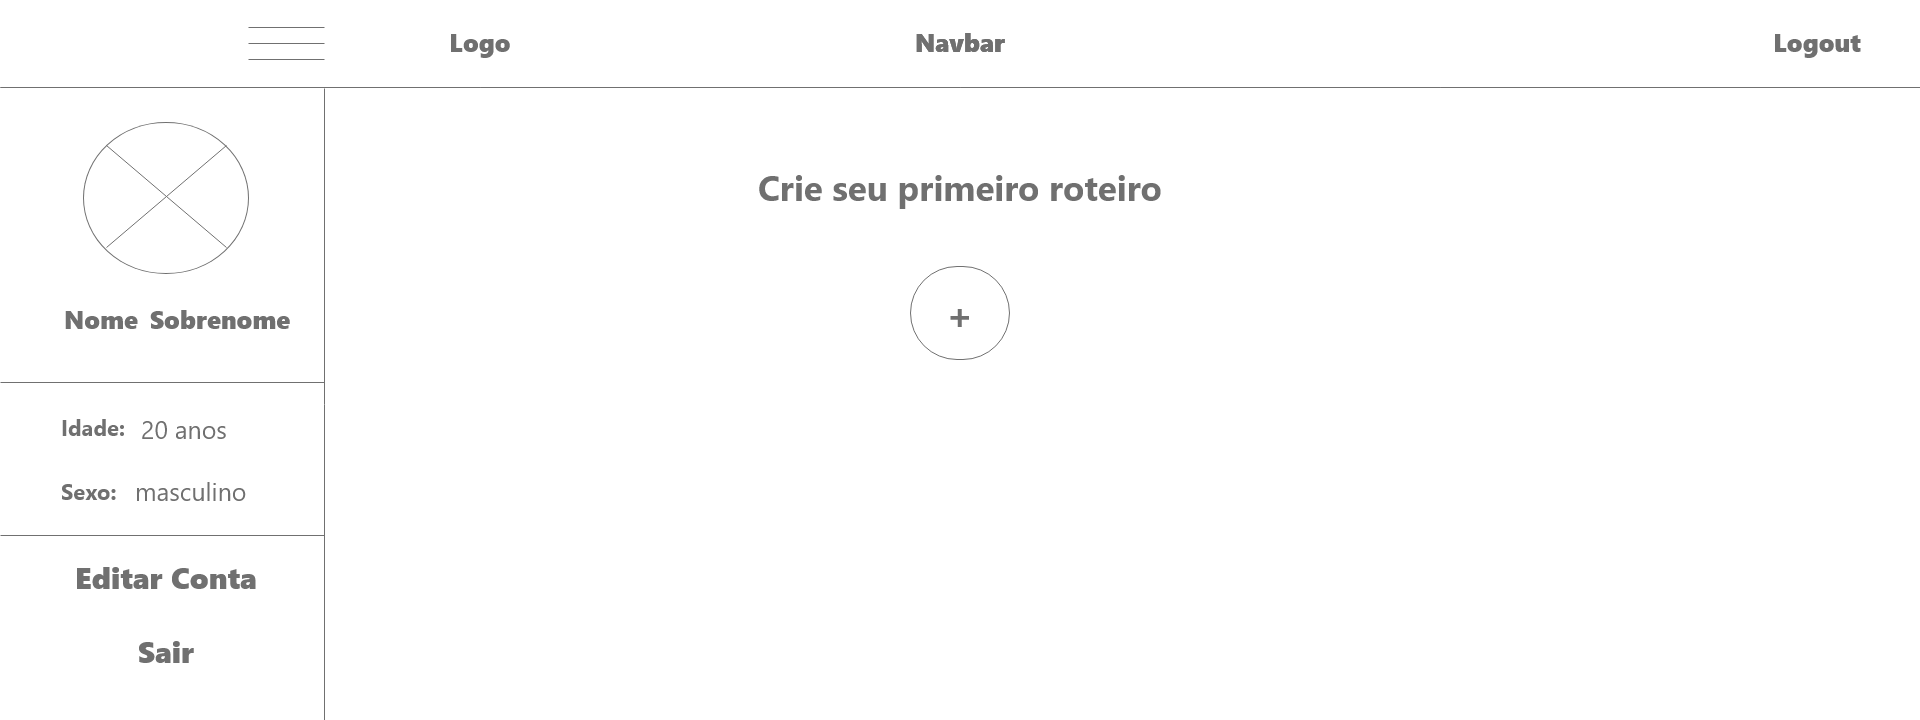 Logo
Navbar
Logout
Nome Sobrenome
Idade: 20 anos
Sexo: masculino
Editar Conta
Sair
Crie seu primeiro roteiro
+